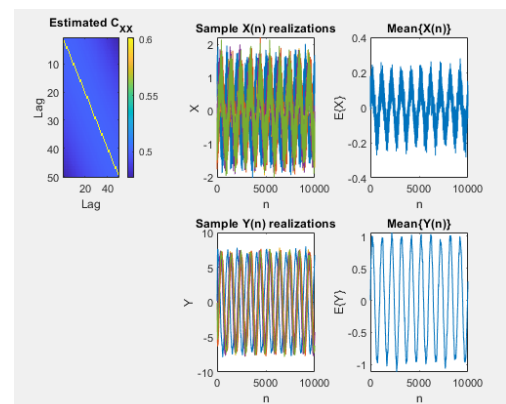 Estimated C_XX
10
20
30
40
50
Lag
20 40
Lag
0.6
0.55
0.5
Sample X(n) realizations
2
1
0
-1
-2
X
0 5000 10000
n
Mean{X(n)}
0.4
0.2
0
-0.2
-0.4
E{X}
0 5000 10000
n
Sample Y(n) realizations
10
5
0
-5
-10
Y
0 5000 10000
n
Mean{Y(n)}
1
0.5
0
-0.5
-1
E{Y}
0 5000 10000
n